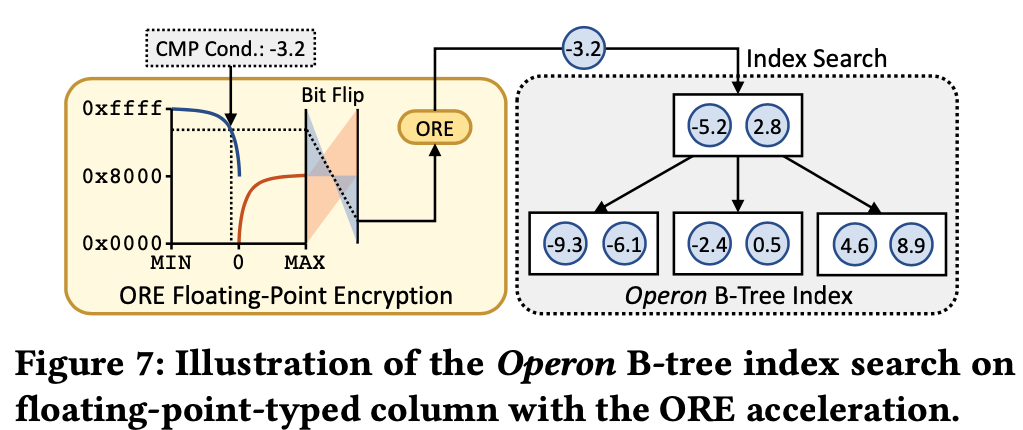 CMP Cond.: -3.2
-3.2
Index Search
Bit Flip
0xffff
0x8000
0x0000
MIN 0 MAX
ORE
ORE Floating-Point Encryption
-5.2 2.8
-9.3 -6.1 -2.4 0.5 4.6 8.9
Operon B-Tree Index
Figure 7: Illustration of the Operon B-tree index search on
floating-point-typed column with the ORE acceleration.